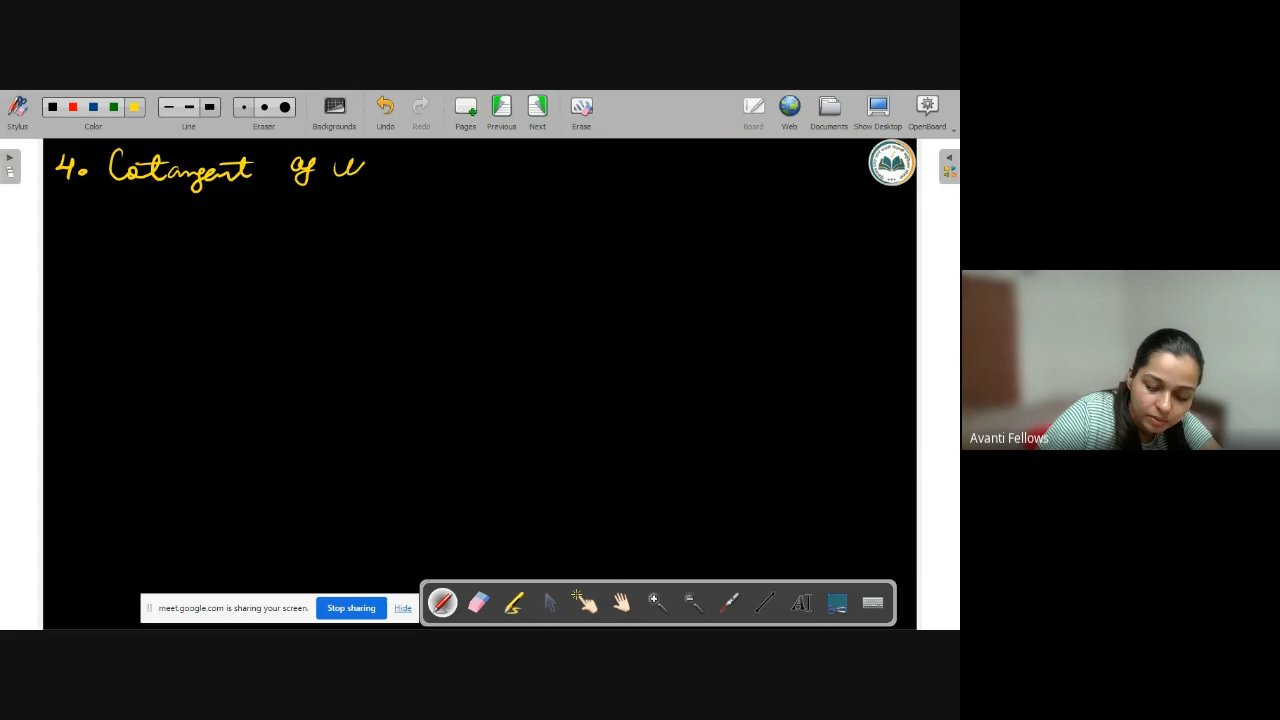 Stylus
Color
Line
Eraser
Backgrounds
Undo
Redo
Pages
Previous
Next
Erase
Board
Web
Documents
Show Desktop
OpenBoard
4. Cotangent of
Avanti Fellows
meet.google.com is sharing your screen.
Stop sharing
Hide